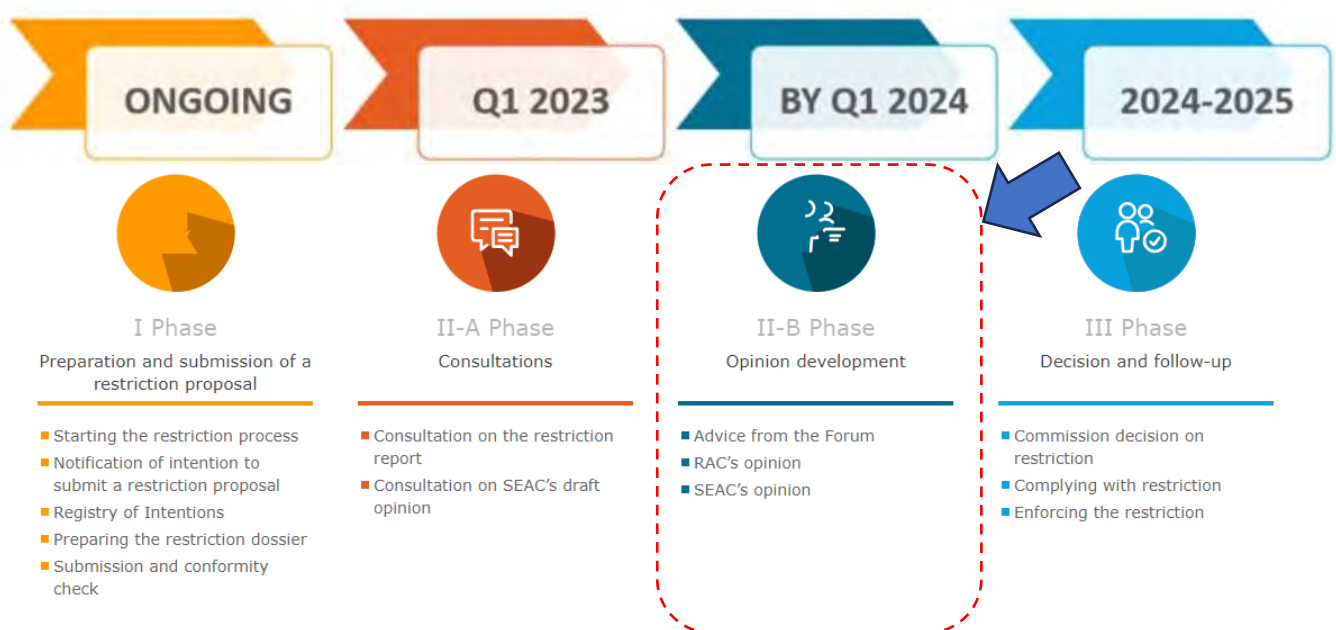 ONGOING
Q1 2023
BY Q1 2024
2024-2025
I Phase
Preparation and submission of a
restriction proposal
Starting the restriction process
Notification of intention to
submit a restriction proposal
Registry of Intentions
Preparing the restriction dossier
Submission and conformity
check
II-A Phase
Consultations
Consultation on the restriction
report
Consultation on SEAC's draft
opinion
II-B Phase
Opinion development
Advice from the Forum
RAC's opinion
SEAC's opinion
III Phase
Decision and follow-up
Commission decision on
restriction
Complying with restriction
Enforcing the restriction